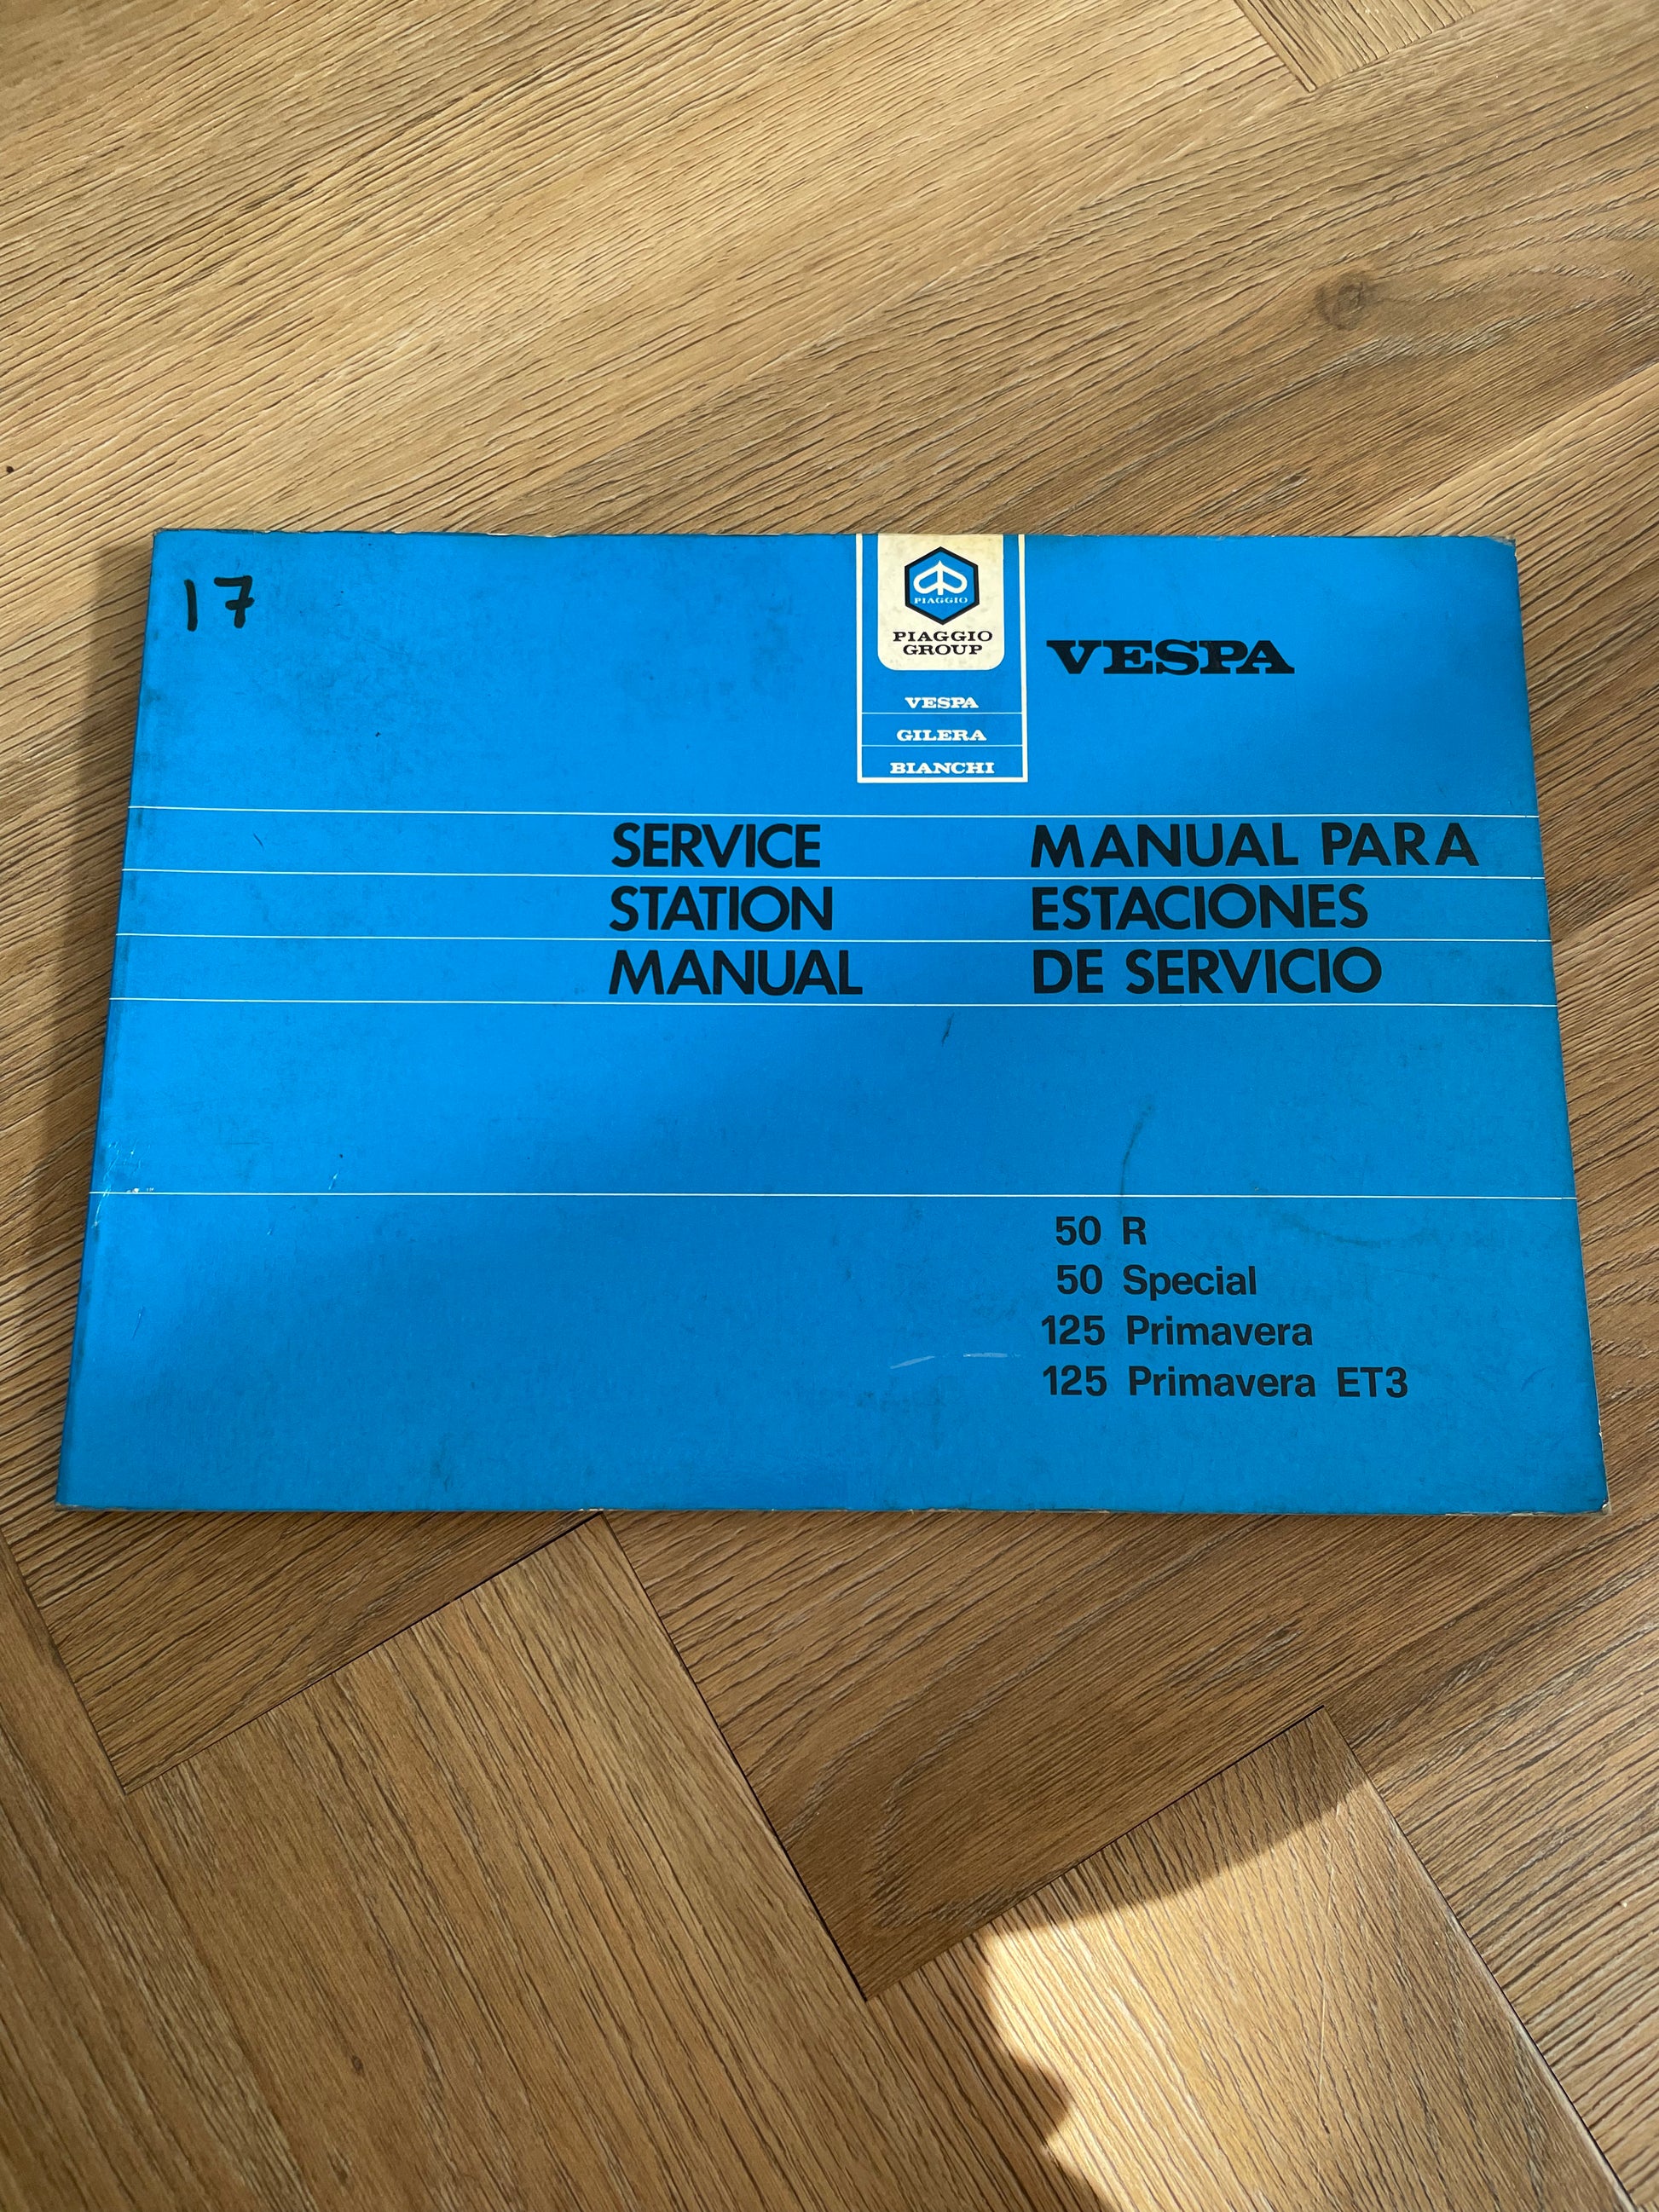 17
PIAGGIO
PIAGGIO
GROUP
VESPA
GILERA
BIANCHI
VESPA
SERVICE
STATION
MANUAL
MANUAL PARA
ESTACIONES
DE SERVICIO
50 R
50 Special
125 Primavera
125 Primavera ET3